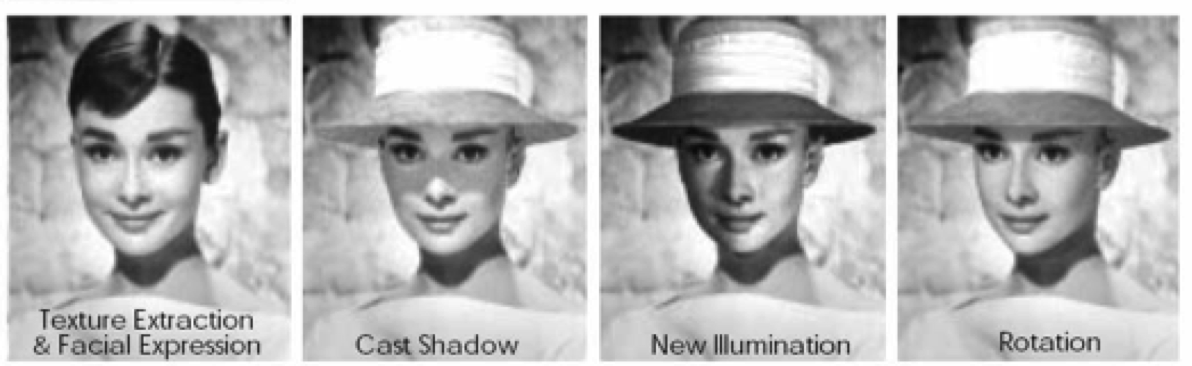 Texture Extraction
& Facial Expression
Cast Shadow
New Illumination
Rotation